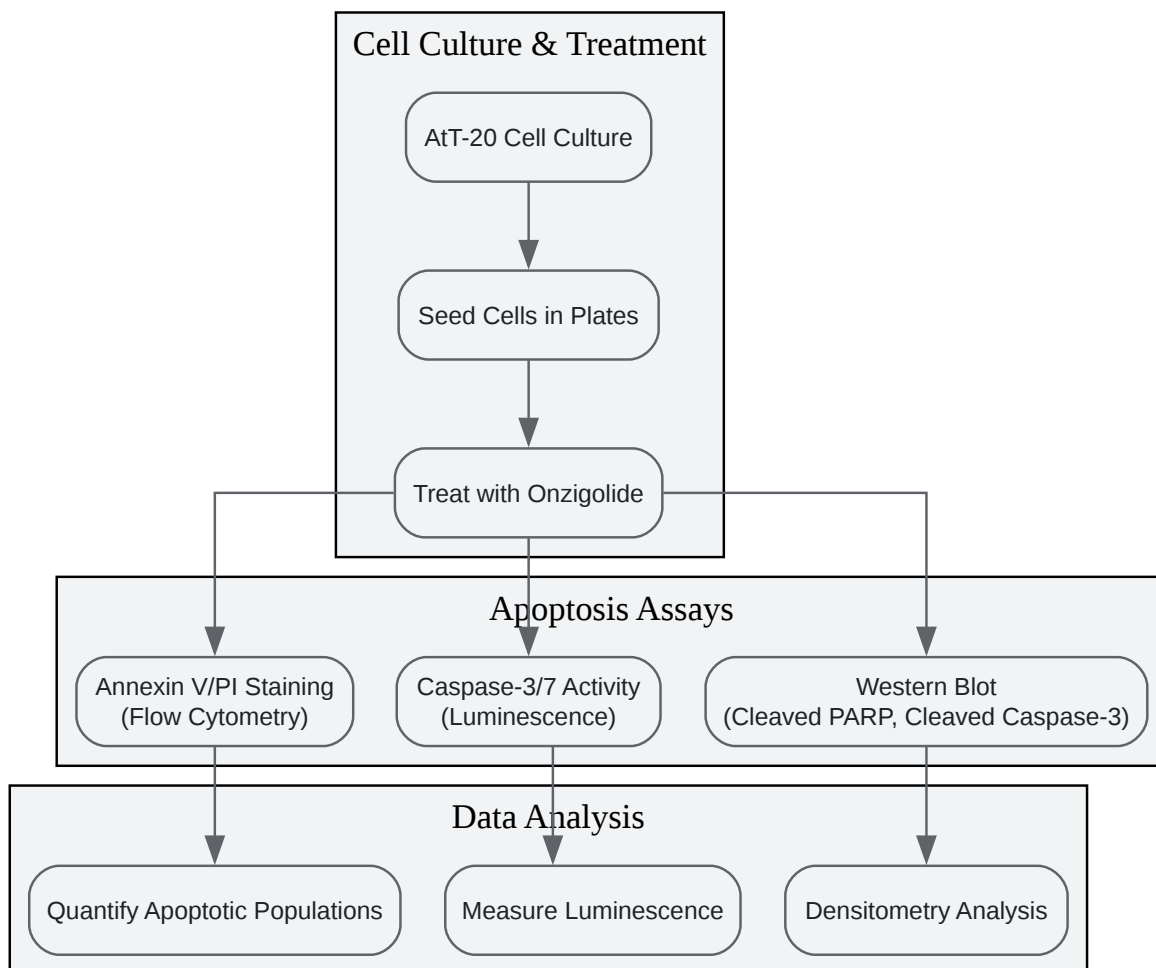 Cell Culture & Treatment
AtT-20 Cell Culture
Seed Cells in Plates
Treat with Onzigolide
Apoptosis Assays
Annexin V/PI Staining
(Flow Cytometry)
Caspase-3/7 Activity
(Luminescence)
Western Blot
(Cleaved PARP, Cleaved Caspase-3)
Data Analysis
Quantify Apoptotic Populations
Measure Luminescence
Densitometry Analysis